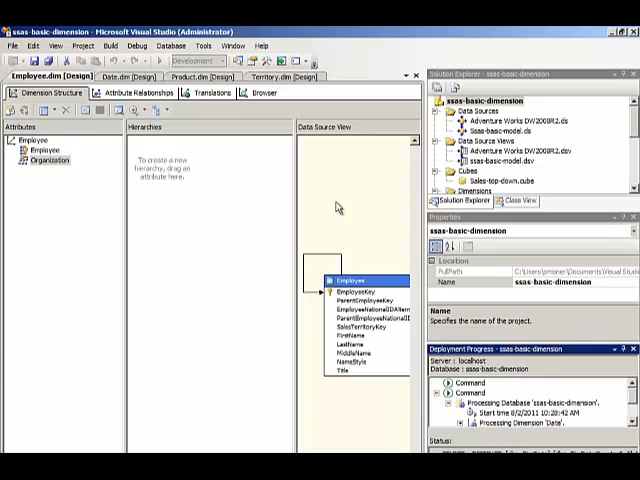 ssas-basic-dimension - Microsoft Visual Studio (Administrator)
File Edit View Project Build Debug Database Tools Window Help
Development
Employee.dim [Design] Date.dim [Design] Product.dim [Design] Territory.dim [Design]
Dimension Structure Attribute Relationships Translations Browser
Attributes
Employee
Employee
Organization
Hierarchies
To create a new
hierarchy, drag an
attribute here.
Data Source View
Employee
EmployeeKey
ParentEmployeeKey
EmployeeNationalIDAltern
ParentEmployeeNationalID
SalesTerritoryKey
FirstName
LastName
MiddleName
NameStyle
Title
Solution Explorer - ssas-basic-dimension
ssas-basic-dimension
Data Sources
Adventure Works DW2008R2.ds
Ssas-basic-model.ds
Data Source Views
Adventure Works DW2008R2.dsv
ssas-basic-model.dsv
Cubes
Sales-top-down.cube
Dimensions
Solution Explorer Class View
Properties
ssas-basic-dimension
Location
FullPath
Name ssas-basic-dimension
Name
Specifies the name of the project.
Deployment Progress - ssas-basic-dimension
Server : localhost
Database : ssas-basic-dimension
Command
Command
Processing Database 'ssas-basic-dimension'.
Start time 8/2/2011 10:28:42 AM
Processing Dimension 'Date'.
Status: